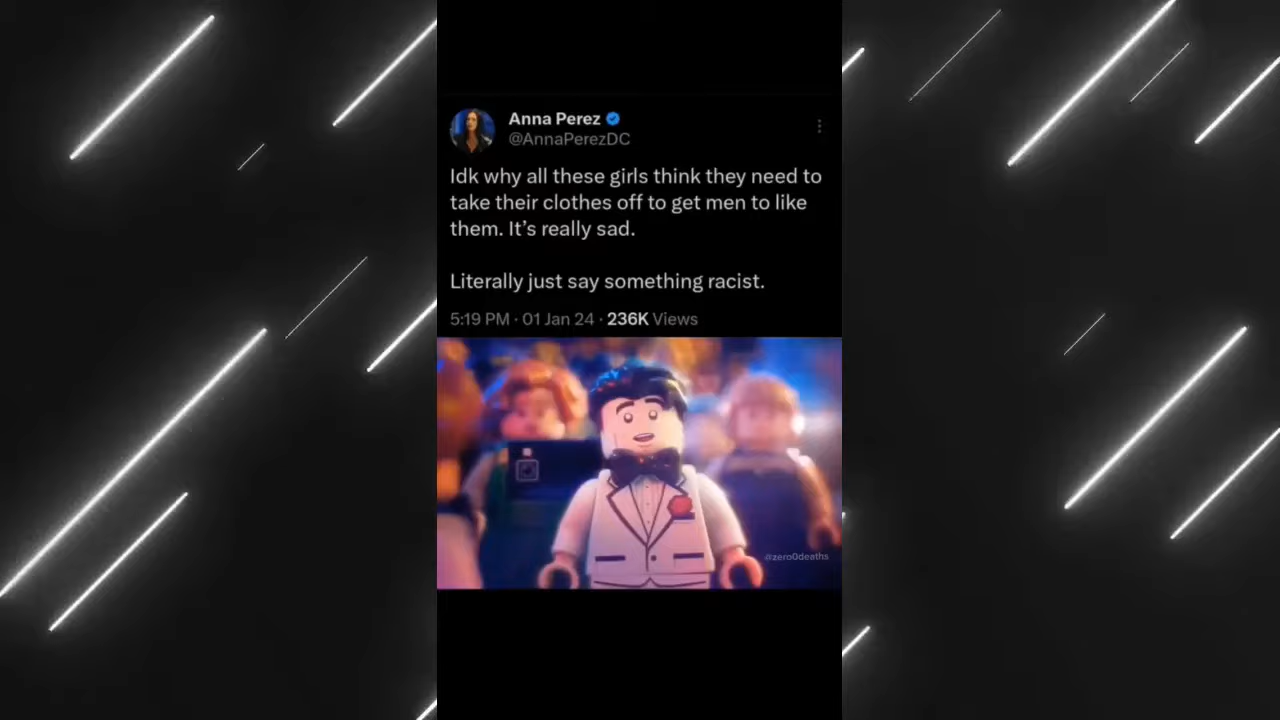 Anna Perez
@AnnaPerezDC
Idk why all these girls think they need to
take their clothes off to get men to like
them. It’s really sad.
Literally just say something racist.
5:19 PM · 01 Jan 24 · 236K Views
@zero0deaths